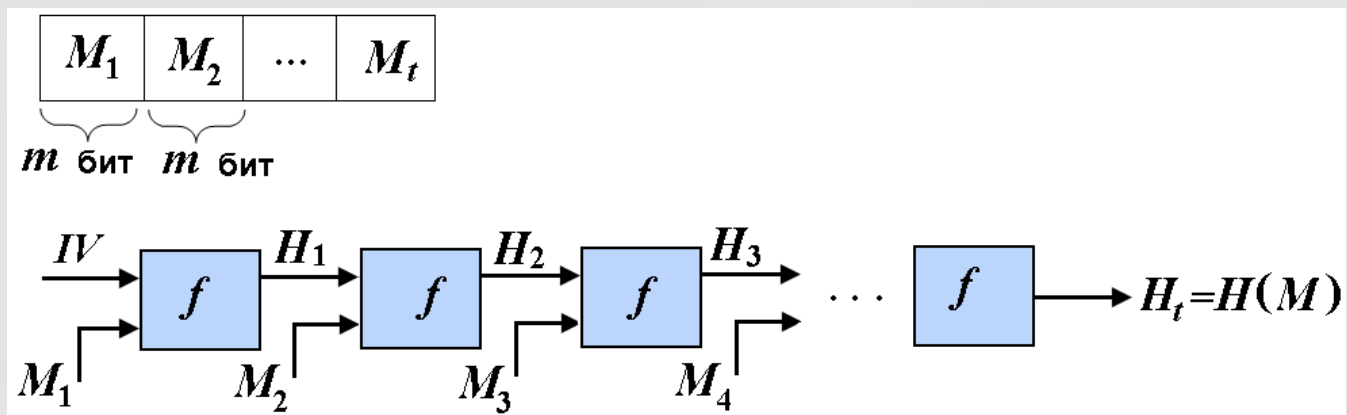 M₁ M₂ ... Mₜ
m бит m бит
IV H₁ H₂ H₃
f f f ... f Hₜ=H(M)
M₁ M₂ M₃ M₄